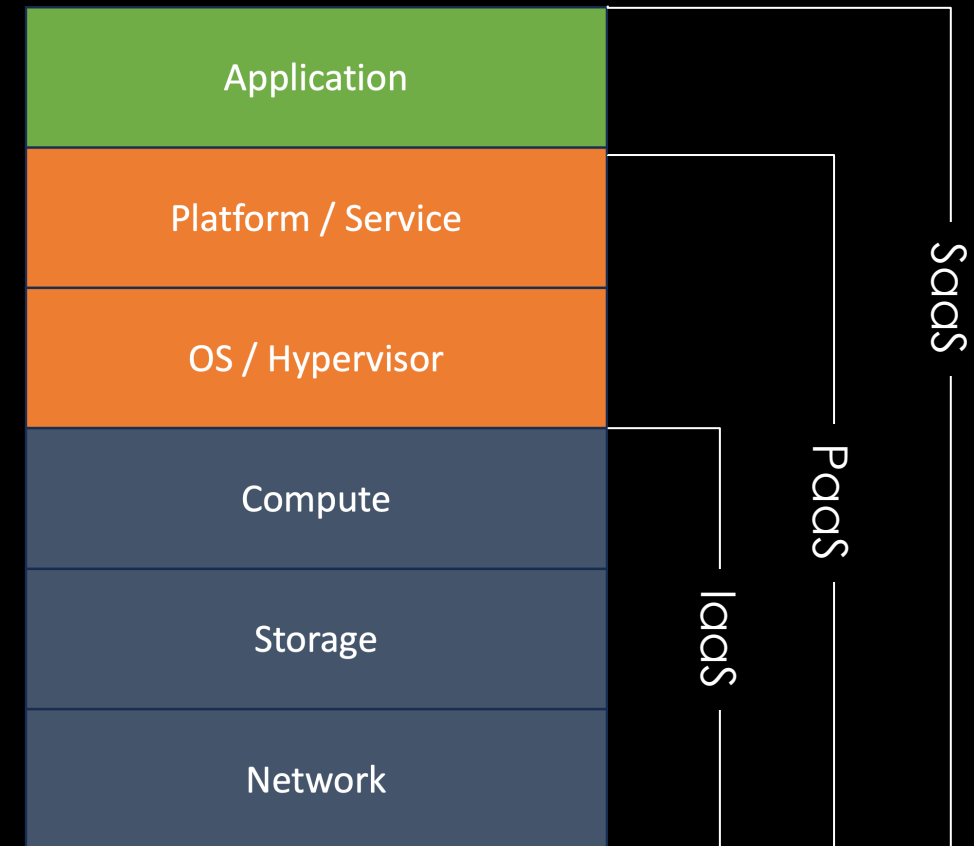 Application
Platform / Service
OS / Hypervisor
Compute
Storage
Network
IaaS
PaaS
SaaS